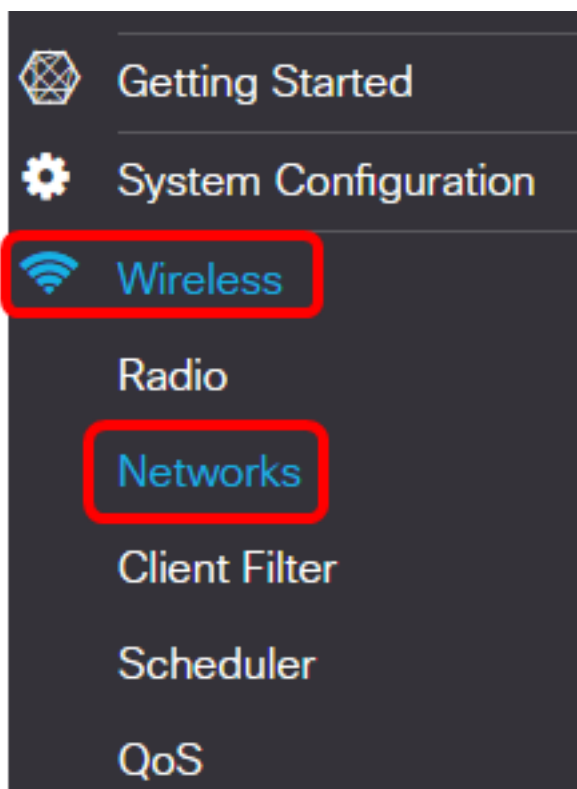 Getting Started
System Configuration
Wireless
Radio
Networks
Client Filter
Scheduler
QoS